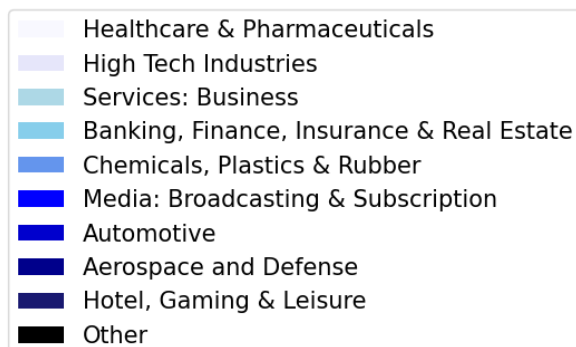 Healthcare & Pharmaceuticals
High Tech Industries
Services: Business
Banking, Finance, Insurance & Real Estate
Chemicals, Plastics & Rubber
Media: Broadcasting & Subscription
Automotive
Aerospace and Defense
Hotel, Gaming & Leisure
Other